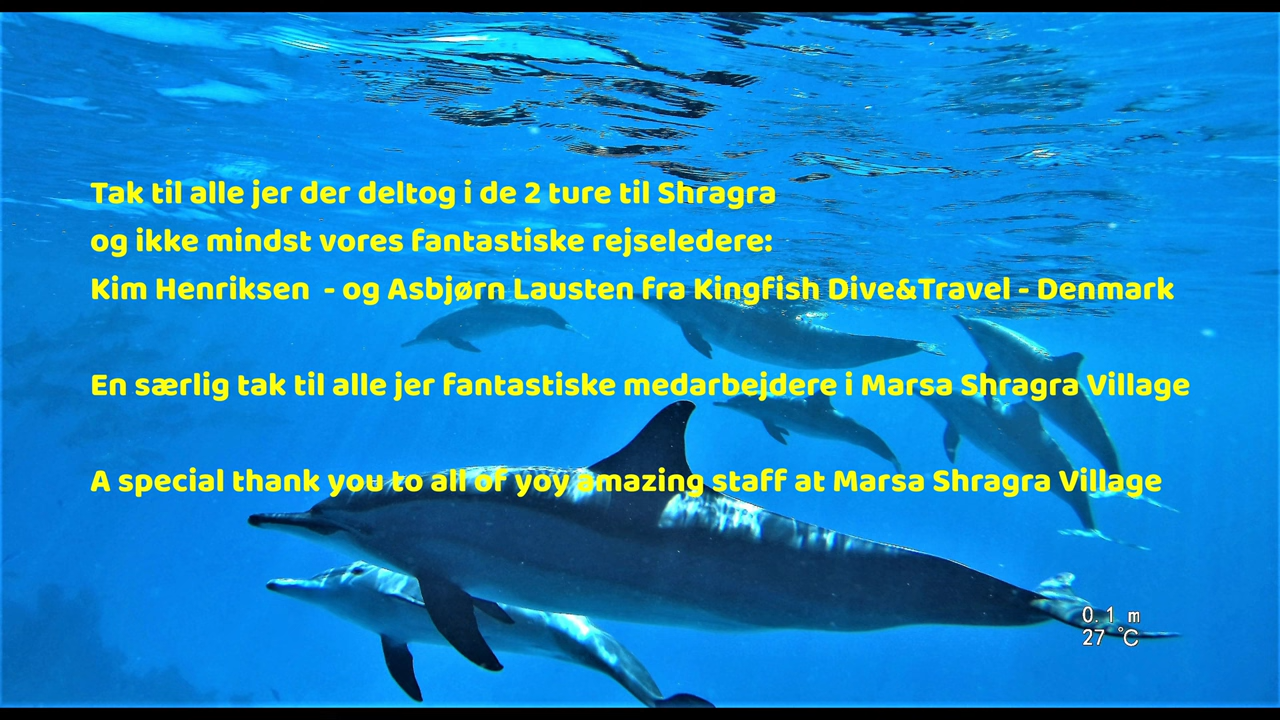 Tak til alle jer der deltog i de 2 ture til Shragra
og ikke mindst vores fantastiske rejseledere:
Kim Henriksen - og Asbjørn Lausten fra Kingfish Dive&Travel - Denmark
En særlig tak til alle jer fantastiske medarbejdere i Marsa Shragra Village
A special thank you to all of yoy amazing staff at Marsa Shragra Village
0.1 m
27 °C